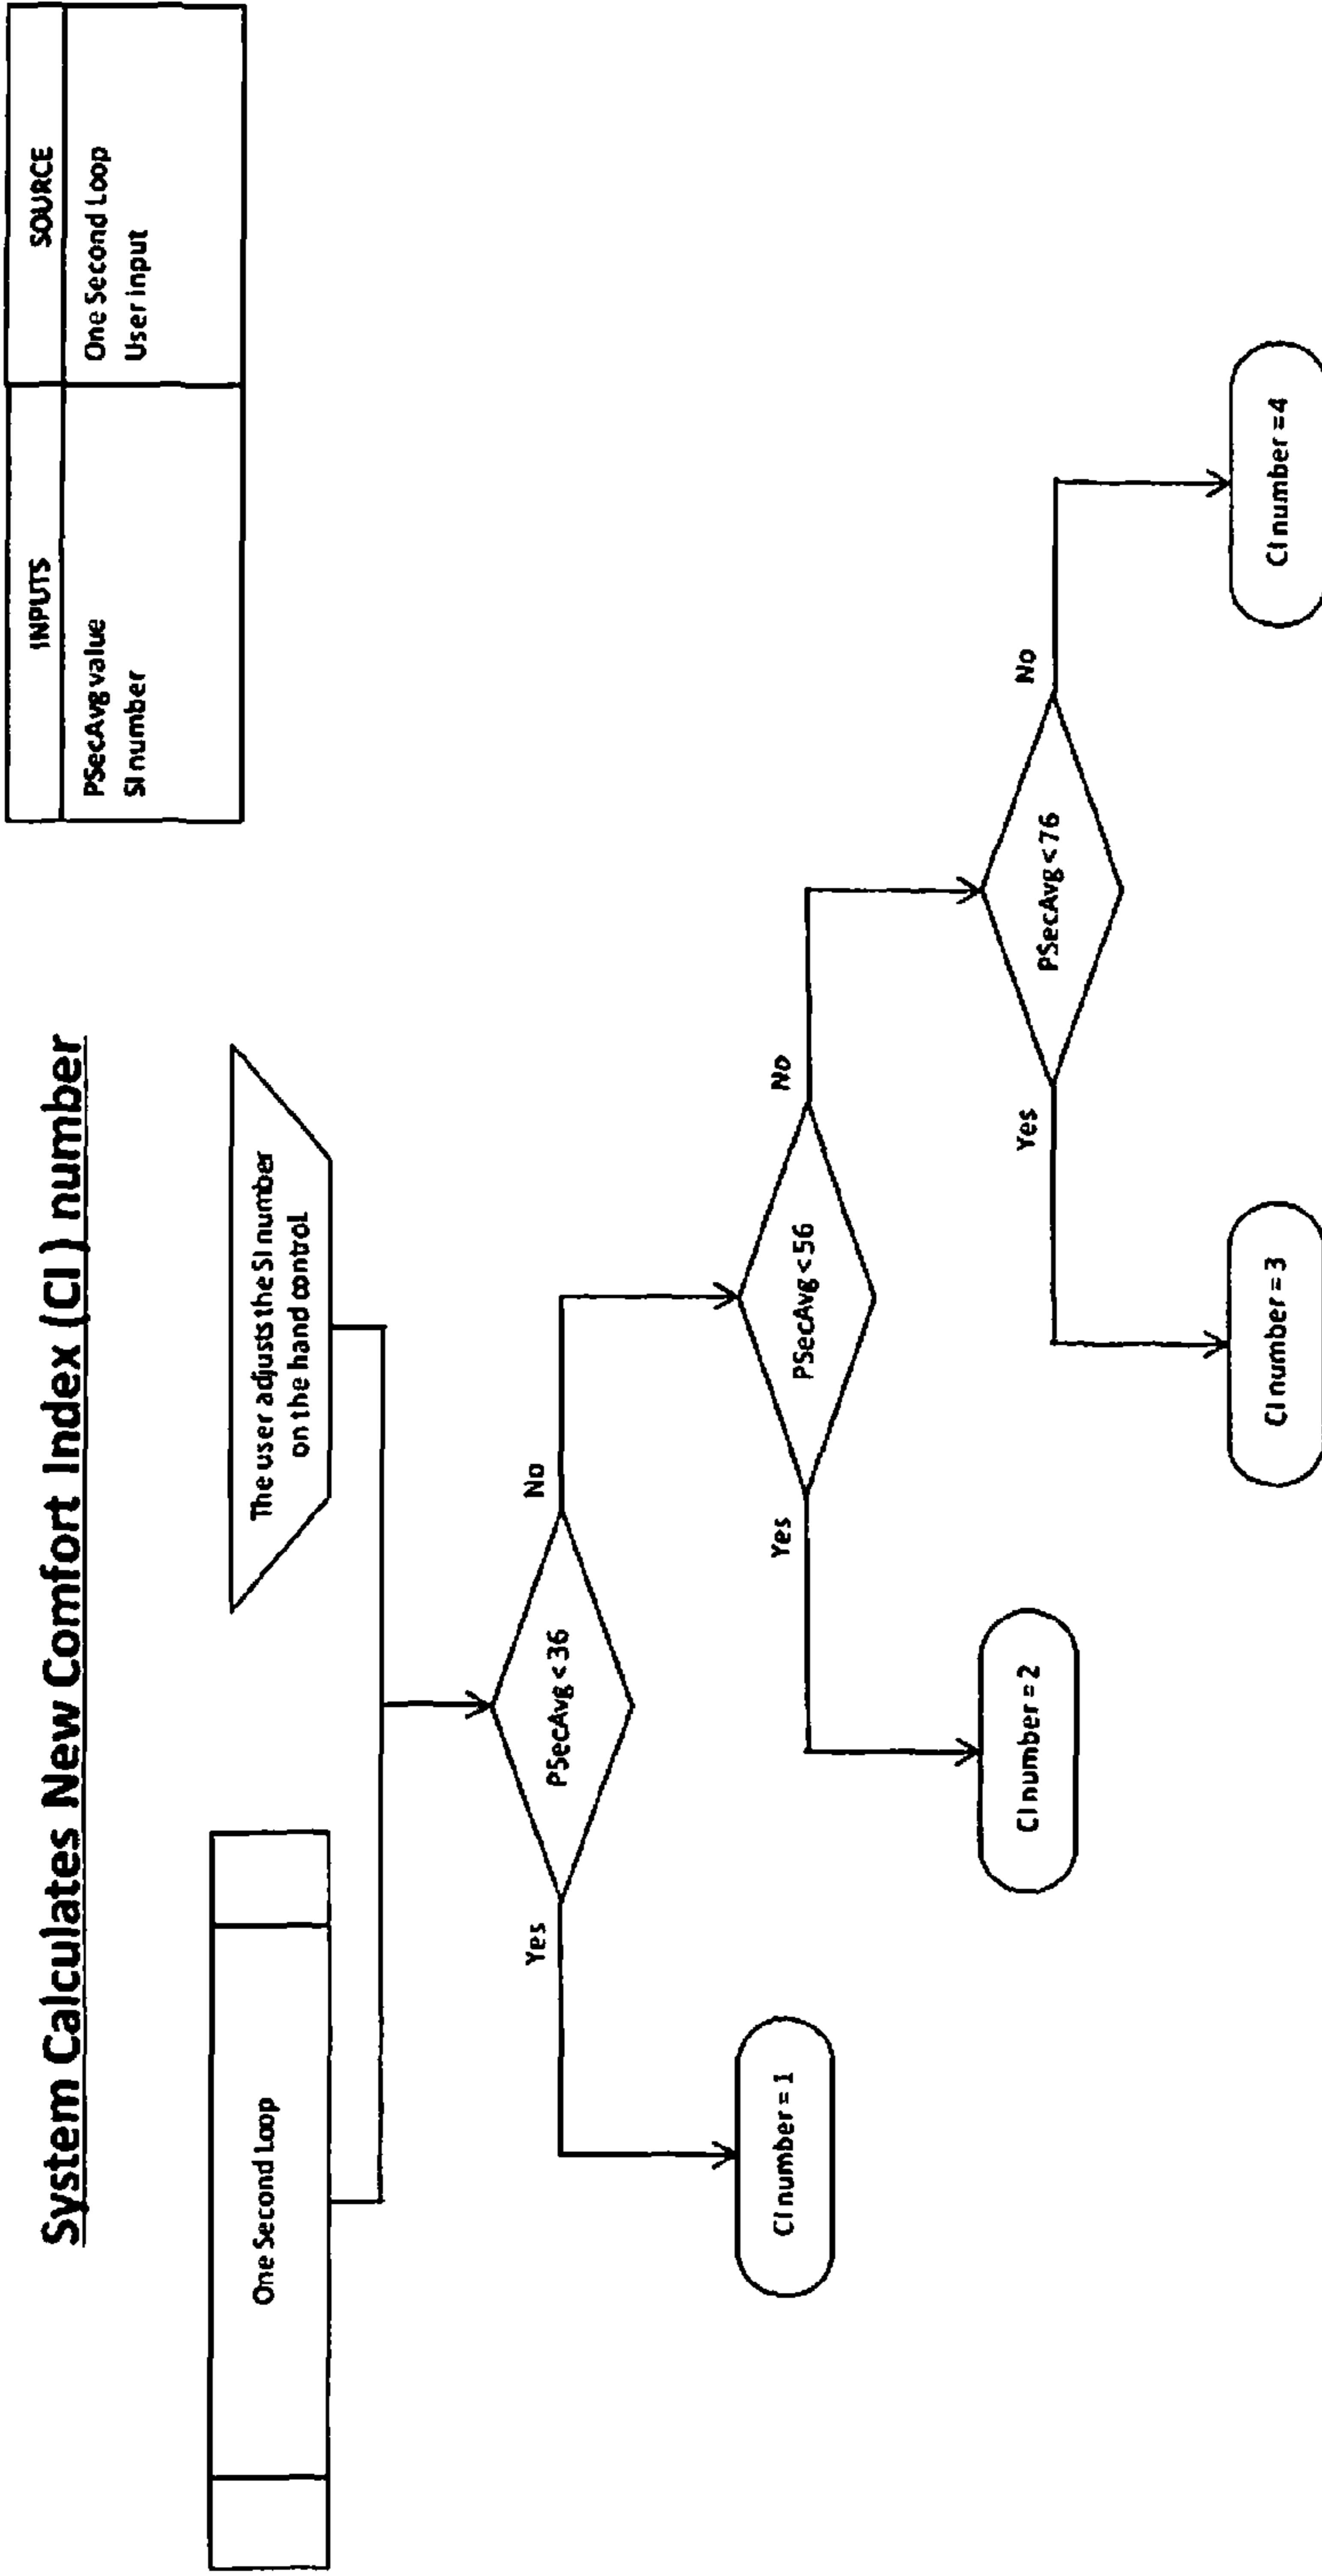 System Calculates New Comfort Index (CI) number
INPUTS
SOURCE
PSecAvg value
One Second Loop
SI number
User input
One Second Loop
The user adjusts the SI number
on the hand control.
PSecAvg < 36
Yes
No
CI number = 1
PSecAvg < 56
Yes
No
CI number = 2
PSecAvg < 76
Yes
No
CI number = 3
CI number = 4